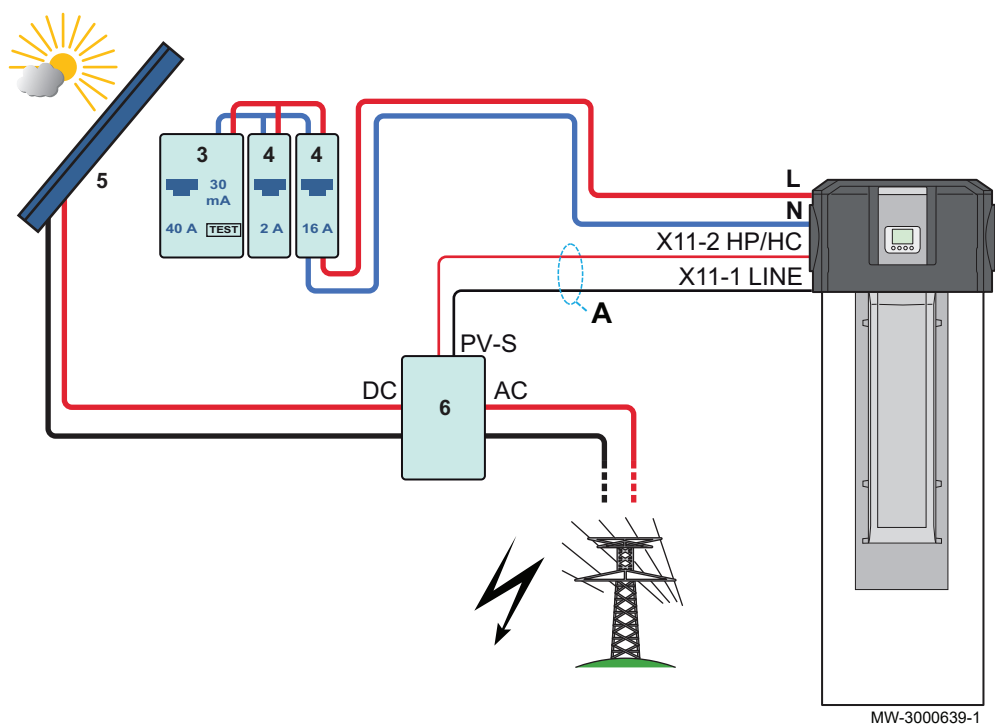 5
3
30
mA
40 A
TEST
4
2 A
4
16 A
L
N
X11-2 HP/HC
X11-1 LINE
A
PV-S
DC
6
AC
MW-3000639-1